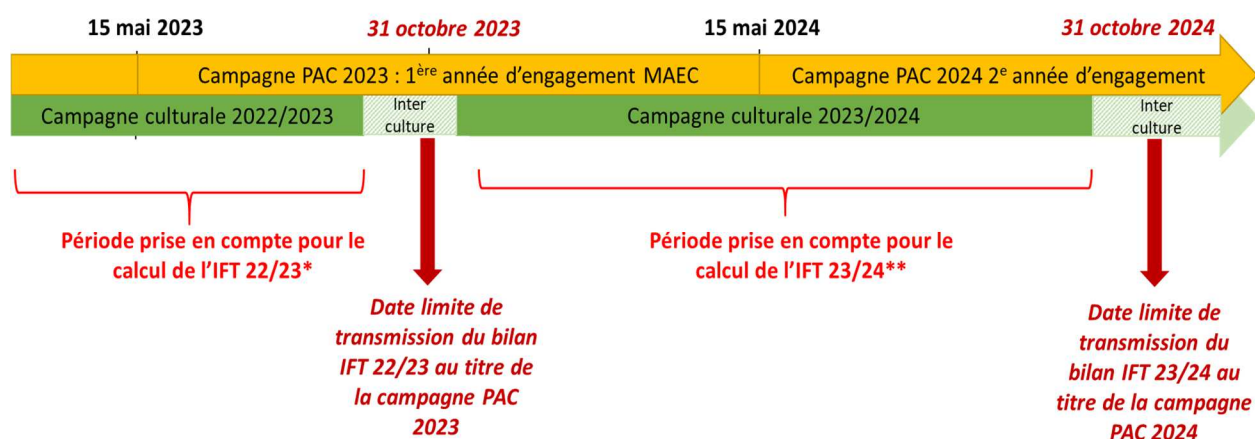 15 mai 2023
31 octobre 2023
15 mai 2024
31 octobre 2024
Campagne PAC 2023 : 1ère année d'engagement MAEC
Campagne PAC 2024 2e année d'engagement
Campagne culturale 2022/2023
Inter
culture
Campagne culturale 2023/2024
Inter
culture
Période prise en compte pour le
calcul de l'IFT 22/23*
Période prise en compte pour le
calcul de l'IFT 23/24**
Date limite de
transmission du bilan
IFT 22/23 au titre de
la campagne PAC
2023
Date limite de
transmission du
bilan IFT 23/24 au
titre de la campagne
PAC 2024